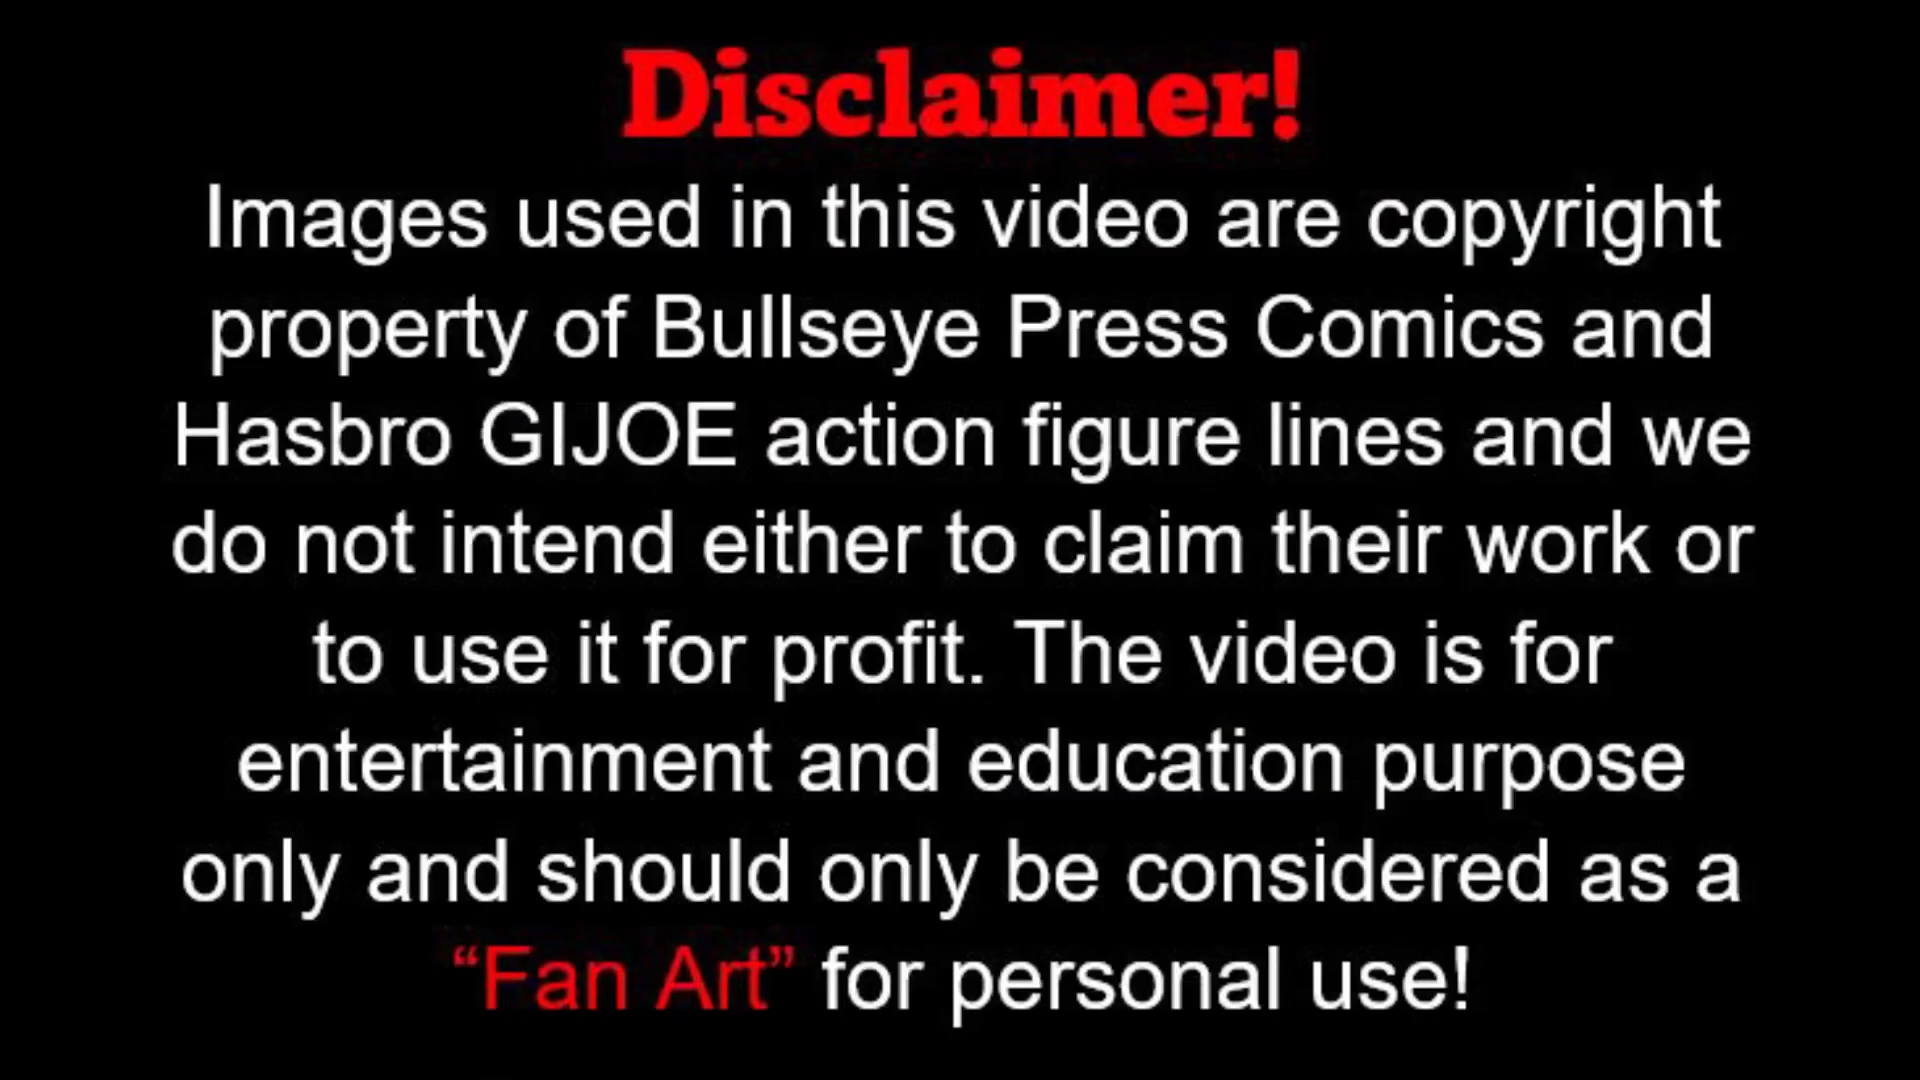 Disclaimer!
Images used in this video are copyright
property of Bullseye Press Comics and
Hasbro GIJOE action figure lines and we
do not intend either to claim their work or
to use it for profit. The video is for
entertainment and education purpose
only and should only be considered as a
“Fan Art” for personal use!